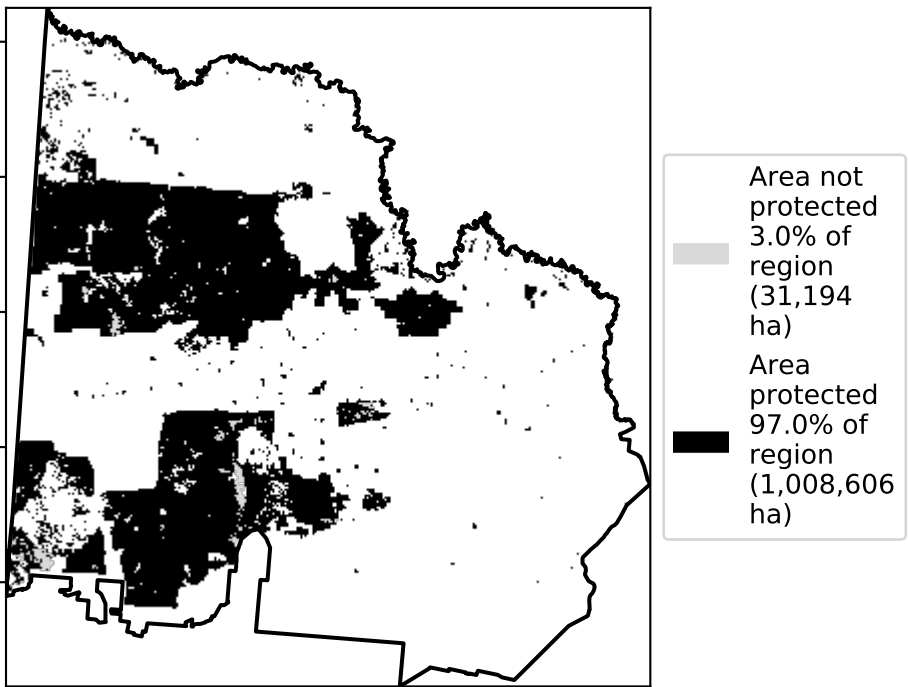 Area not
protected
3.0% of
region
(31,194
ha)
Area
protected
97.0% of
region
(1,008,606
ha)